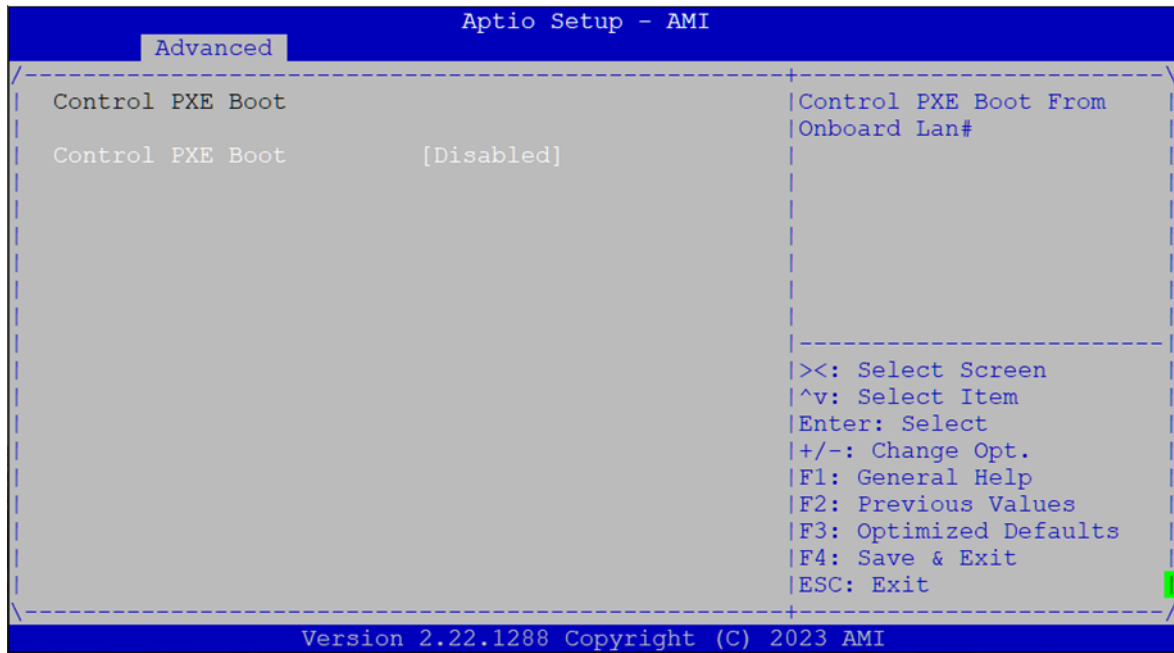 Aptio Setup - AMI
Advanced
Control PXE Boot
Control PXE Boot [Disabled]
Control PXE Boot From
Onboard Lan#
><: Select Screen
^v: Select Item
Enter: Select
+/-: Change Opt.
F1: General Help
F2: Previous Values
F3: Optimized Defaults
F4: Save & Exit
ESC: Exit
Version 2.22.1288 Copyright (C) 2023 AMI